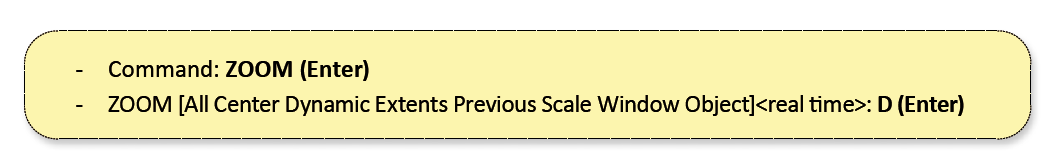 - Command: ZOOM (Enter)
- ZOOM [All Center Dynamic Extents Previous Scale Window Object]<real time>: D (Enter)